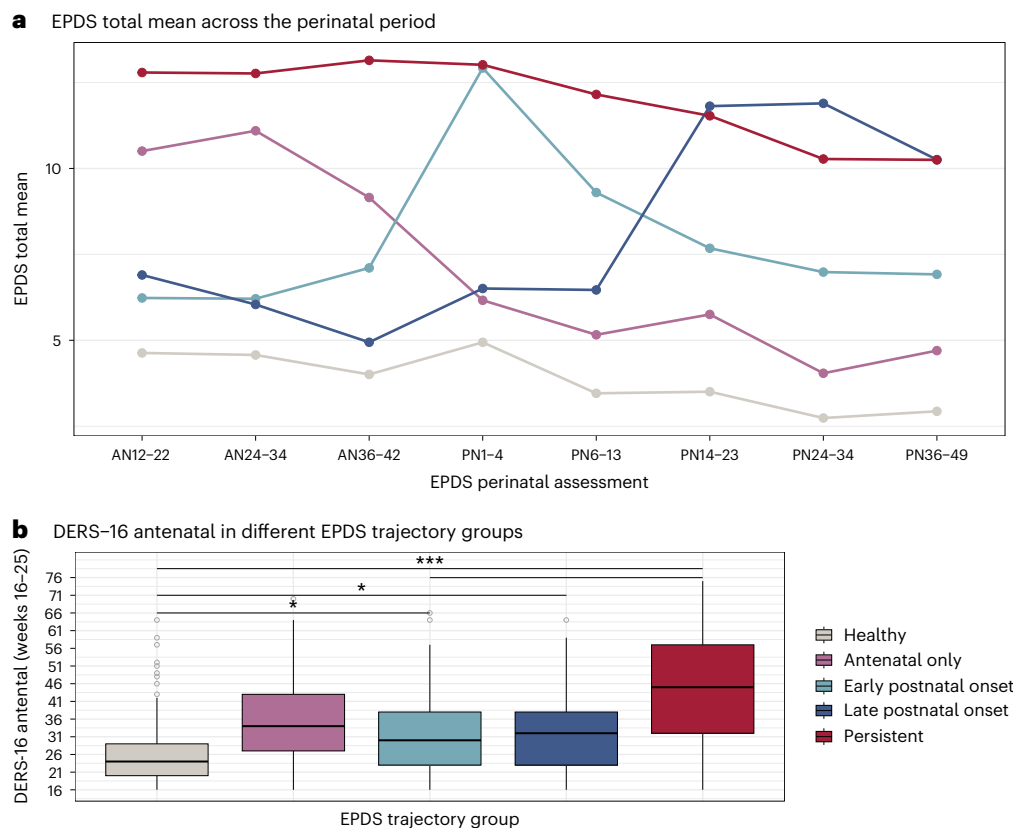 a EPDS total mean across the perinatal period
EPDS total mean
10
5
AN12–22 AN24–34 AN36–42 PN1–4 PN6–13 PN14–23 PN24–34 PN36–49
EPDS perinatal assessment
b DERS–16 antenatal in different EPDS trajectory groups
DERS-16 antental (weeks 16–25)
76
71
66
61
56
51
46
41
36
31
26
21
16
***
*
*
EPDS trajectory group
Healthy
Antenatal only
Early postnatal onset
Late postnatal onset
Persistent